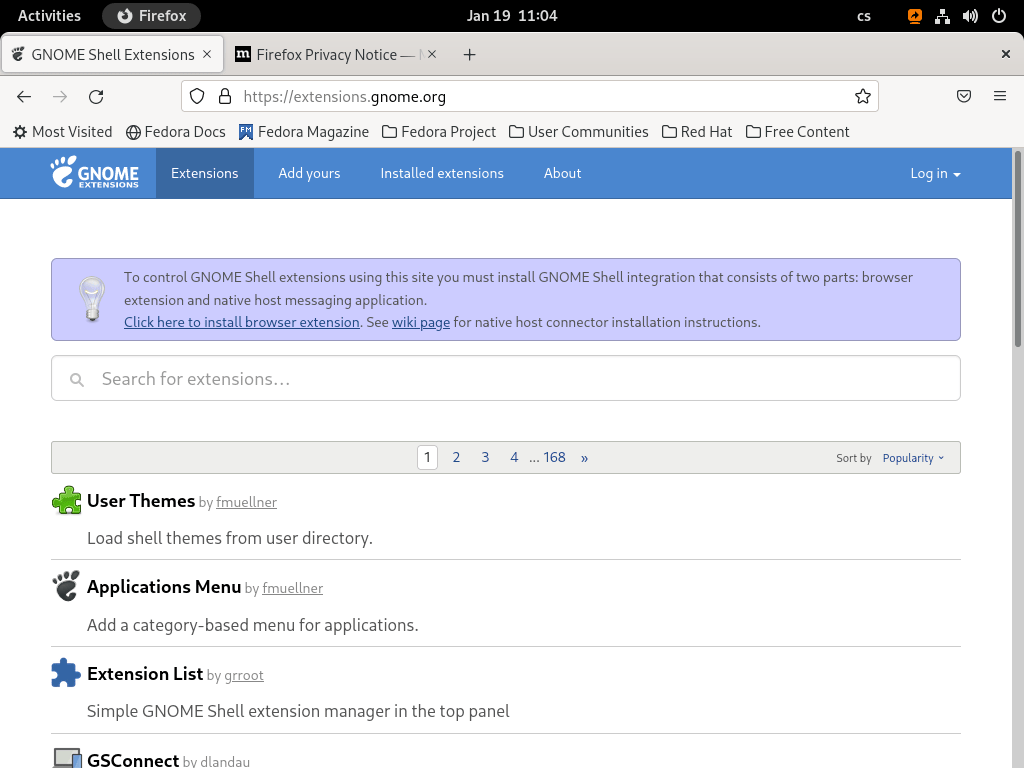 Activities Firefox Jan 19 11:04 cs
GNOME Shell Extensions × Firefox Privacy Notice — × + ×
https://extensions.gnome.org
Most Visited Fedora Docs Fedora Magazine Fedora Project User Communities Red Hat Free Content
GNOME EXTENSIONS Extensions Add yours Installed extensions About Log in
To control GNOME Shell extensions using this site you must install GNOME Shell integration that consists of two parts: browser
extension and native host messaging application.
Click here to install browser extension. See wiki page for native host connector installation instructions.
Search for extensions...
1 2 3 4 ... 168 » Sort by Popularity
User Themes by fmuellner
Load shell themes from user directory.
Applications Menu by fmuellner
Add a category-based menu for applications.
Extension List by grroot
Simple GNOME Shell extension manager in the top panel
GSConnect by dlandau